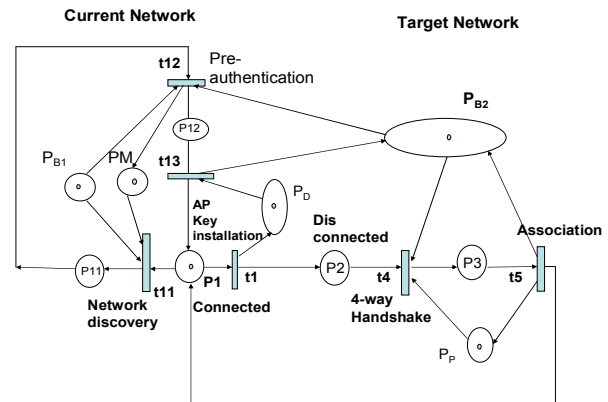 Current Network
Target Network
t12
Pre-
authentication
P12
PB2
PB1
PM
t13
PD
AP
Key
installation
Dis
connected
Association
P11
P1
t1
P2
t4
P3
t5
t11
Network
discovery
Connected
4-way
Handshake
PP